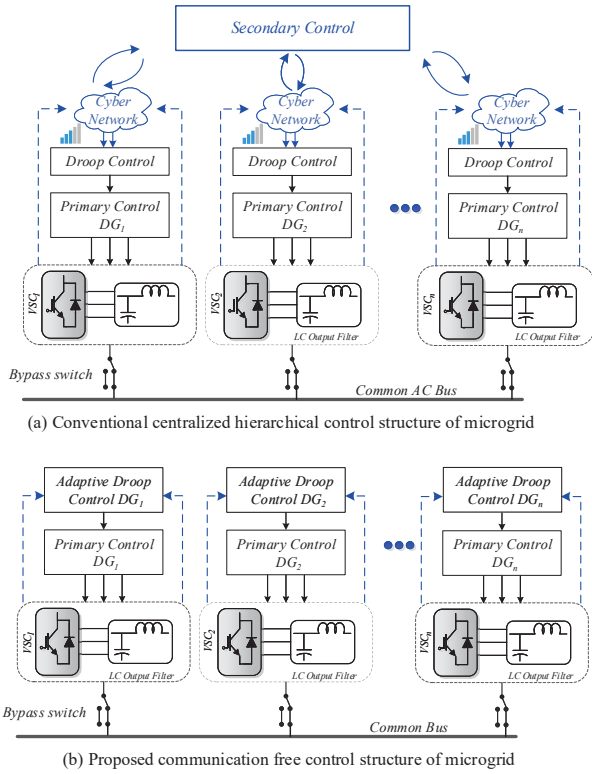 Secondary Control
Cyber
Network
Cyber
Network
Cyber
Network
Droop Control
Droop Control
Droop Control
Primary Control
DG1
Primary Control
DG2
Primary Control
DGn
VSC1
VSC2
VSCn
LC Output Filter
LC Output Filter
Bypass switch
Common AC Bus
(a) Conventional centralized hierarchical control structure of microgrid
Adaptive Droop
Control DG1
Adaptive Droop
Control DG2
Adaptive Droop
Control DGn
Primary Control
DG1
Primary Control
DG2
Primary Control
DGn
VSC1
VSC2
VSCn
LC Output Filter
LC Output Filter
LC Output Filter
Bypass switch
Common Bus
(b) Proposed communication free control structure of microgrid